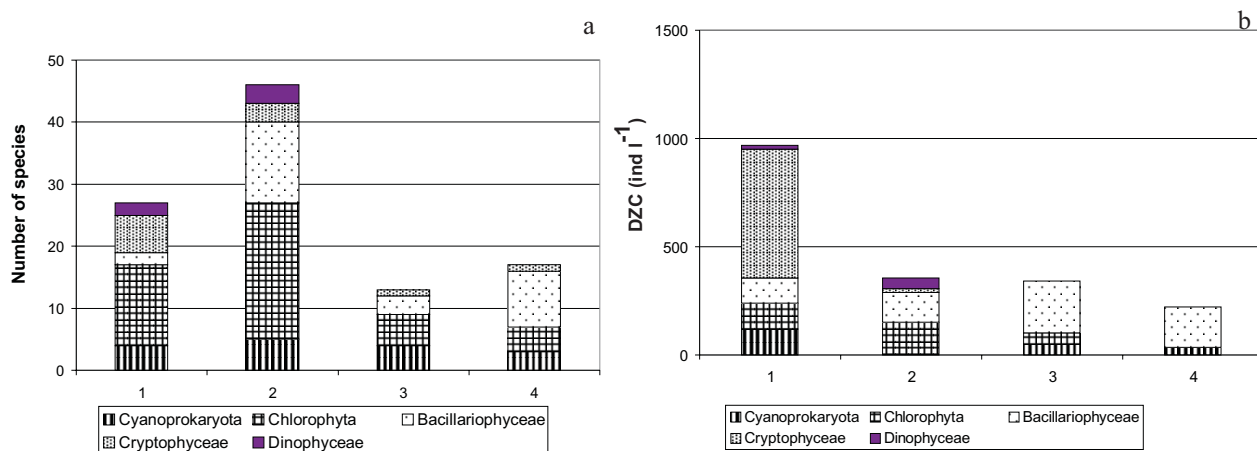 a
Number of species
50
40
30
20
10
0
1 2 3 4
Cyanoprokaryota Chlorophyta Bacillariophyceae
Cryptophyceae Dinophyceae
b
DZC (ind l-1)
1500
1000
500
0
1 2 3 4
Cyanoprokaryota Chlorophyta Bacillariophyceae
Cryptophyceae Dinophyceae